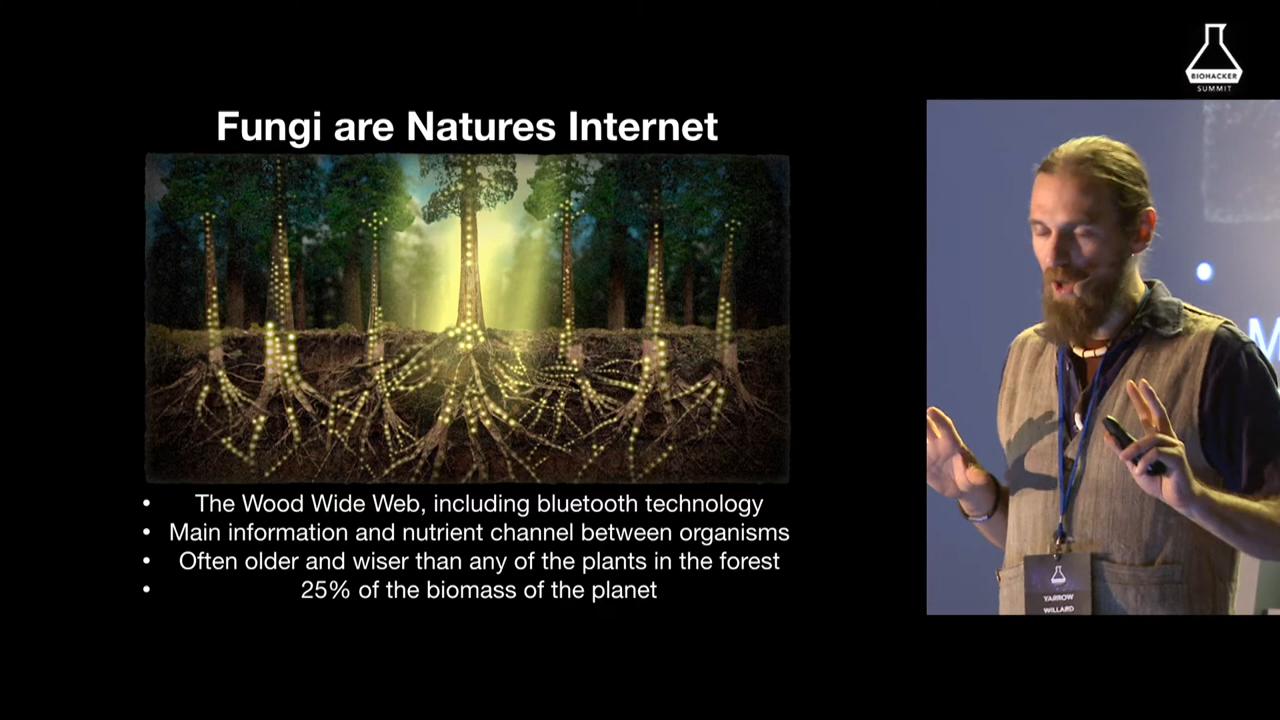 BIOHACKER
SUMMIT
Fungi are Natures Internet
• The Wood Wide Web, including bluetooth technology
• Main information and nutrient channel between organisms
• Often older and wiser than any of the plants in the forest
• 25% of the biomass of the planet
M
YARROW
WILLARD